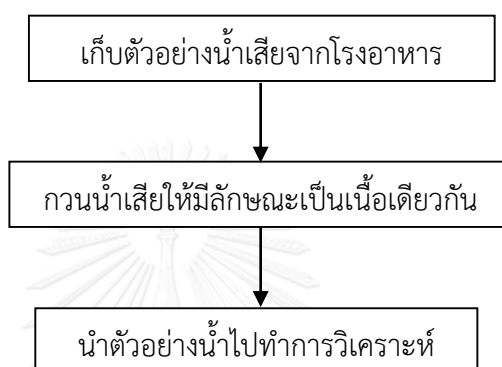 เก็บตัวอย่างน้ำเสียจากโรงอาหาร
กวนน้ำเสียให้มีลักษณะเป็นเนื้อเดียวกัน
นำตัวอย่างน้ำไปทำการวิเคราะห์